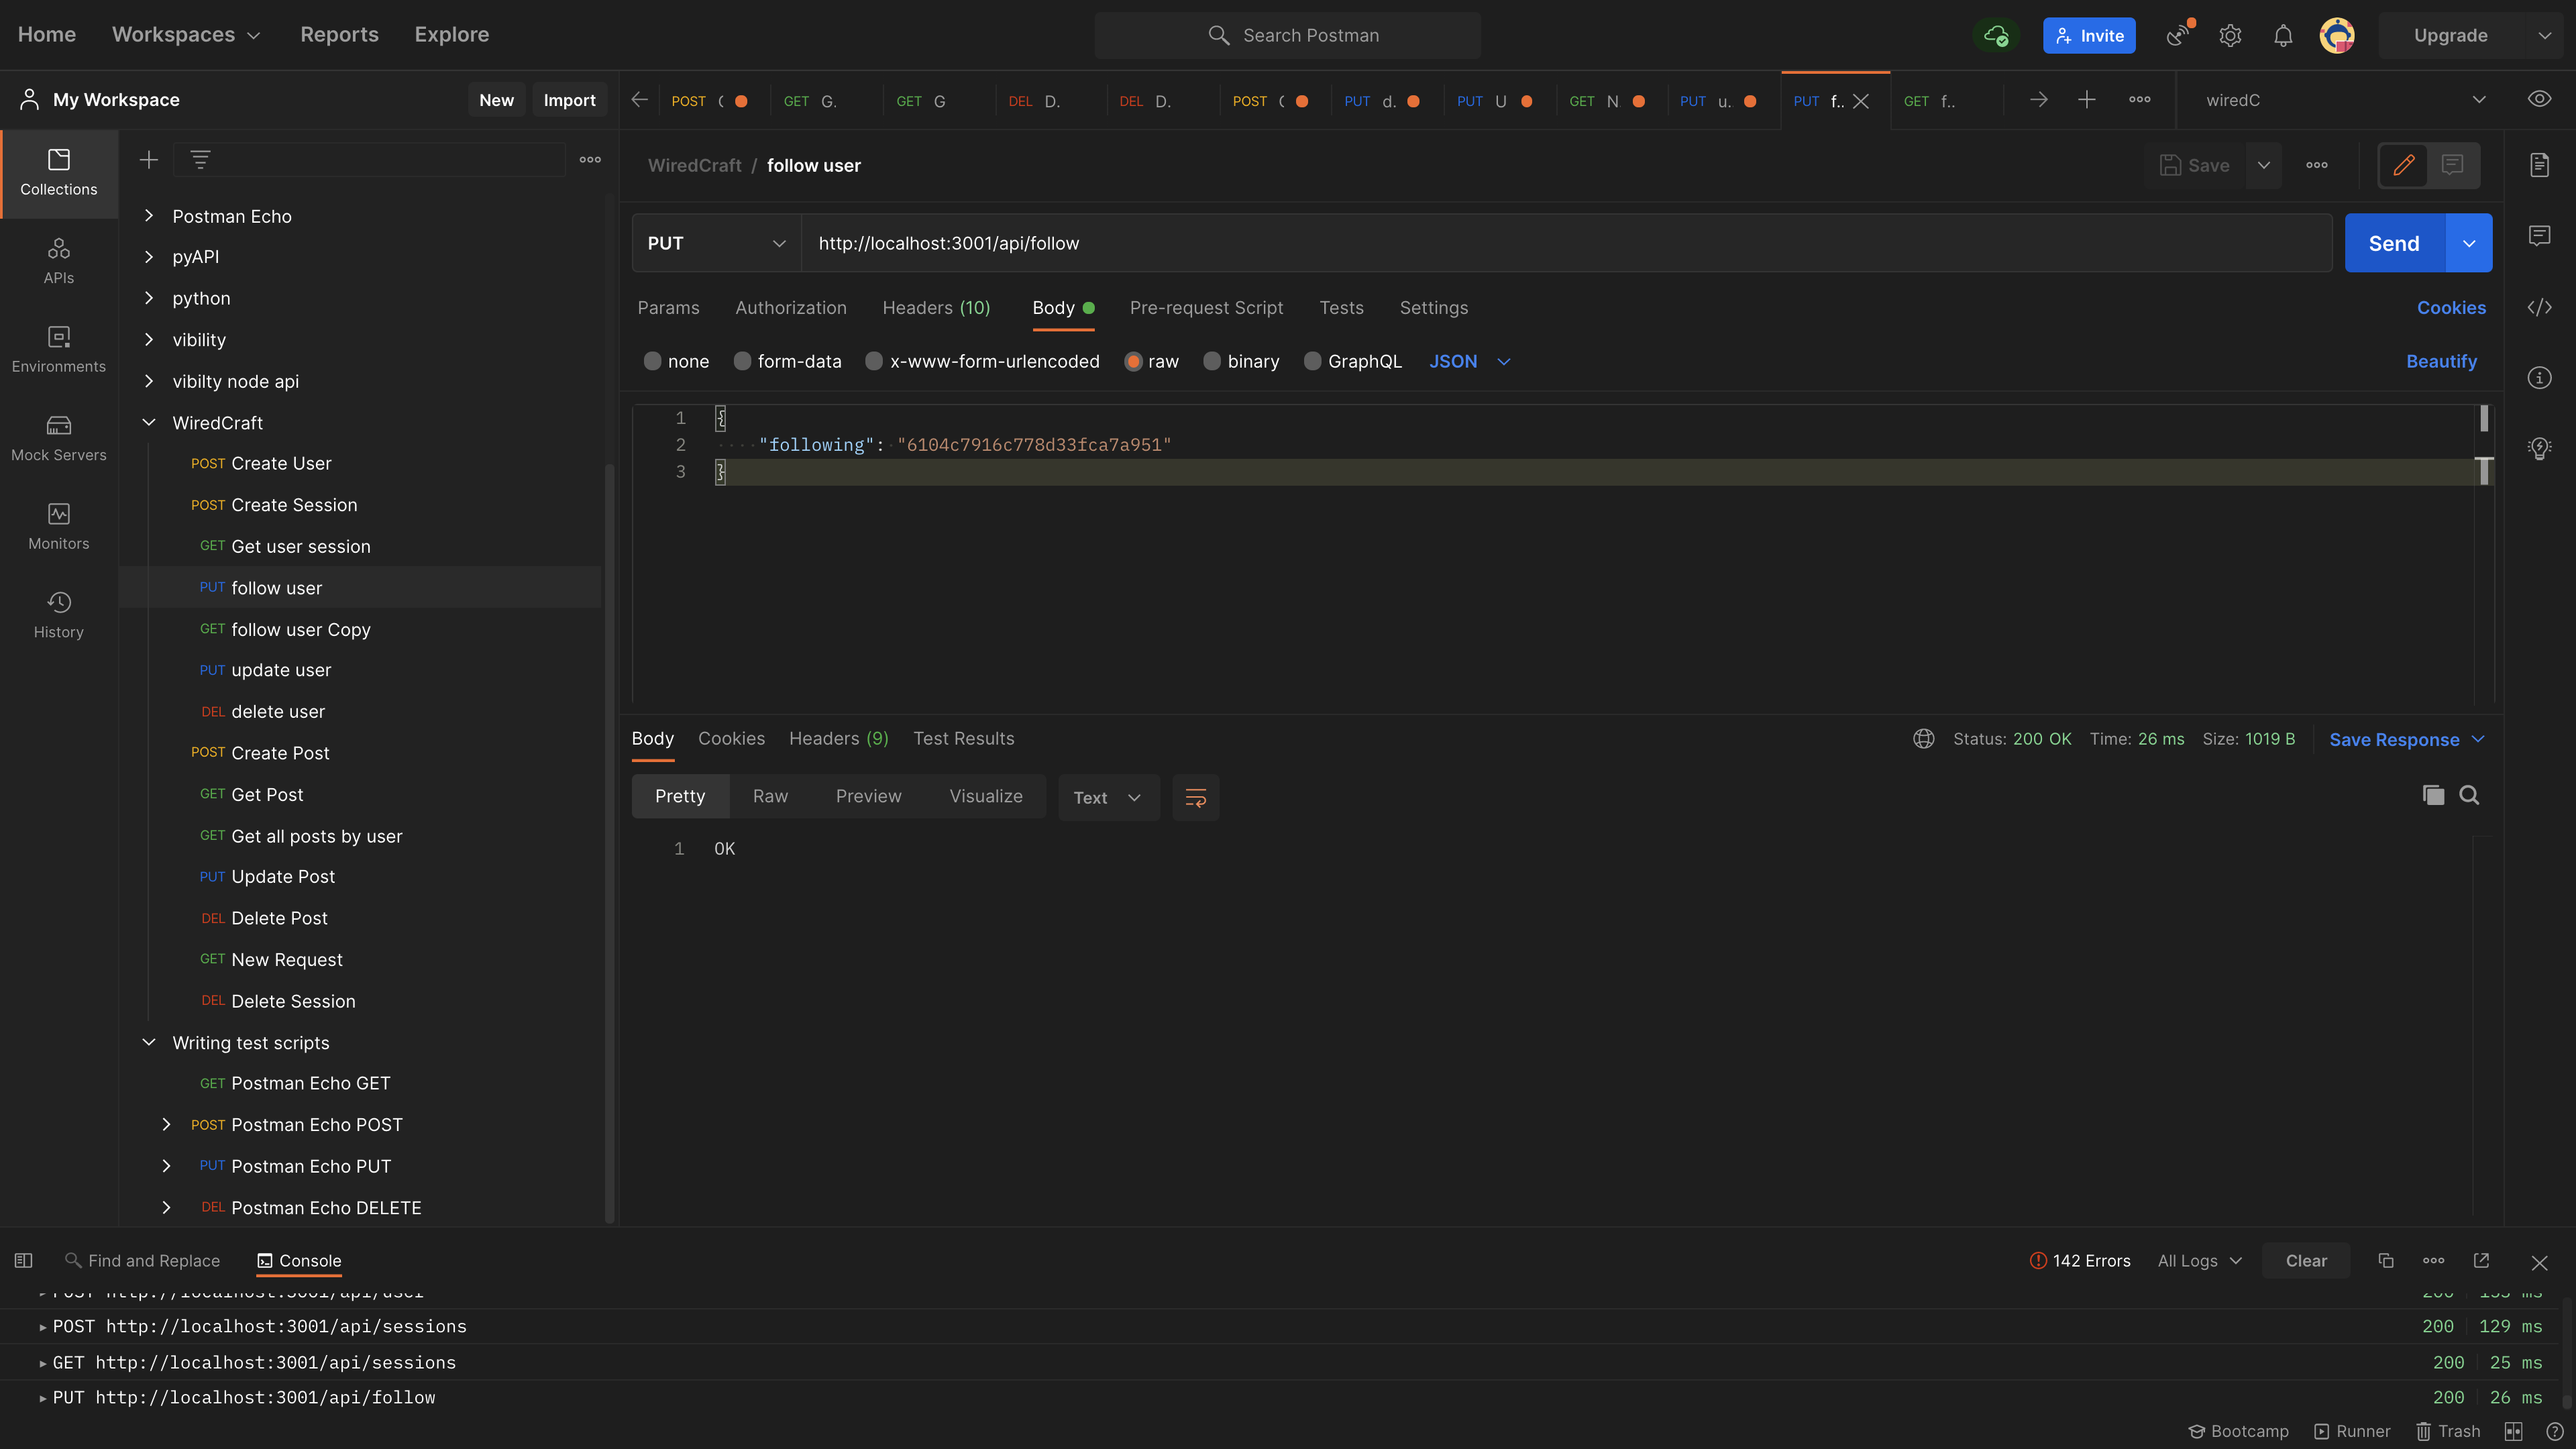 Home Workspaces Reports Explore Search Postman Invite Upgrade
My Workspace New Import
POST GET G. GET G DEL D. DEL D. POST PUT d. PUT U GET N PUT u. PUT f.. GET f.. wiredC
Collections
APIs
Environments
Mock Servers
Monitors
History
Postman Echo
pyAPI
python
vibility
vibilty node api
WiredCraft
POST Create User
POST Create Session
GET Get user session
PUT follow user
GET follow user Copy
PUT update user
DEL delete user
POST Create Post
GET Get Post
GET Get all posts by user
PUT Update Post
DEL Delete Post
GET New Request
DEL Delete Session
Writing test scripts
GET Postman Echo GET
POST Postman Echo POST
PUT Postman Echo PUT
DEL Postman Echo DELETE
WiredCraft / follow user Save
PUT http://localhost:3001/api/follow Send
Params Authorization Headers (10) Body Pre-request Script Tests Settings Cookies
none form-data x-www-form-urlencoded raw binary GraphQL JSON Beautify
1 {
2 "following": "6104c7916c778d33fca7a951"
3 }
Body Cookies Headers (9) Test Results Status: 200 OK Time: 26 ms Size: 1019 B Save Response
Pretty Raw Preview Visualize Text
1 OK
Find and Replace Console 142 Errors All Logs Clear
POST http://localhost:3001/api/user 200
POST http://localhost:3001/api/sessions 200 129 ms
GET http://localhost:3001/api/sessions 200 25 ms
PUT http://localhost:3001/api/follow 200 26 ms
Bootcamp Runner Trash